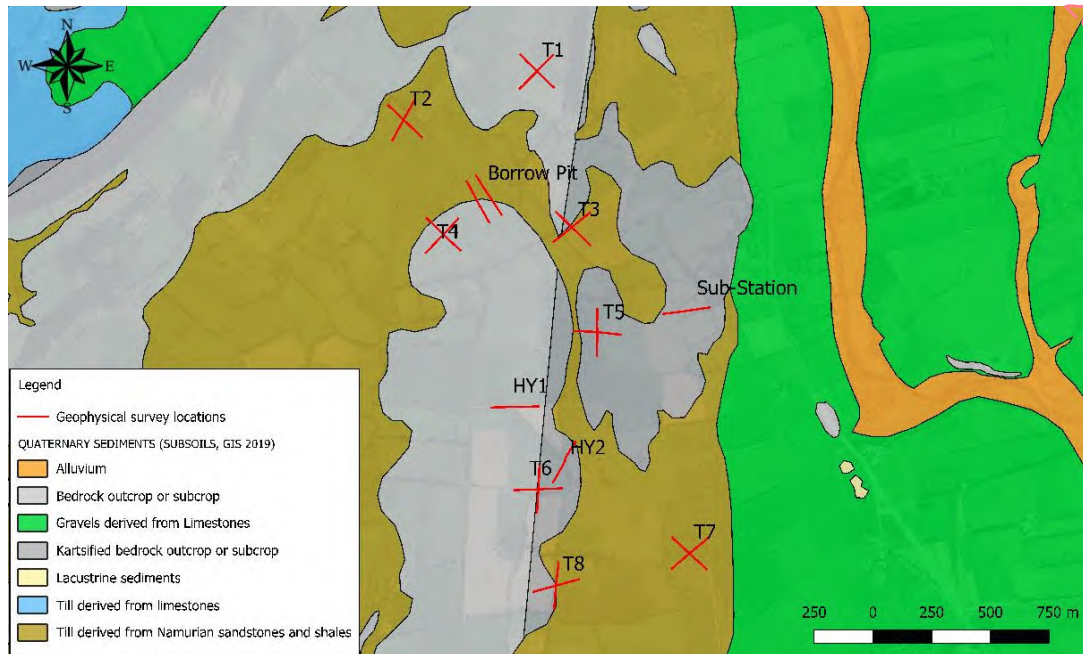 N
W E
S
T1
T2
Borrow Pit
T3
T4
Sub-Station
T5
HY1
HY2
T6
T7
T8
Legend
Geophysical survey locations
QUATERNARY SEDIMENTS (SUBSOILS, GIS 2019)
Alluvium
Bedrock outcrop or subcrop
Gravels derived from Limestones
Kartsified bedrock outcrop or subcrop
Lacustrine sediments
Till derived from limestones
Till derived from Namurian sandstones and shales
250 0 250 500 750 m